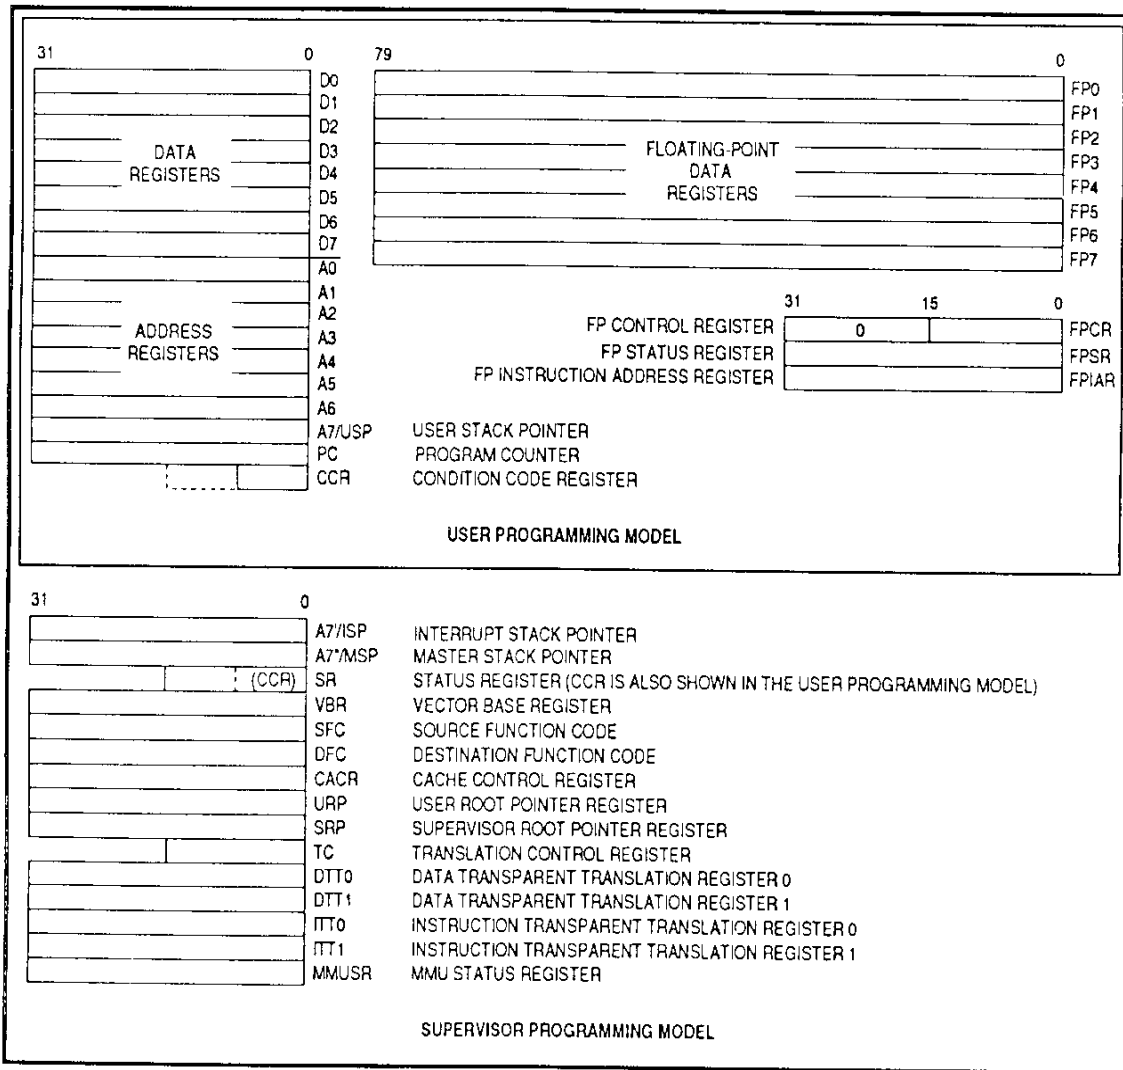 31 0
79 0
D0
D1
D2
D3
D4
D5
D6
D7
DATA
REGISTERS
FP0
FP1
FP2
FP3
FP4
FP5
FP6
FP7
FLOATING-POINT
DATA
REGISTERS
A0
A1
A2
A3
A4
A5
A6
ADDRESS
REGISTERS
31 15 0
FP CONTROL REGISTER 0 FPCR
FP STATUS REGISTER FPSR
FP INSTRUCTION ADDRESS REGISTER FPIAR
A7/USP USER STACK POINTER
PC PROGRAM COUNTER
CCR CONDITION CODE REGISTER
USER PROGRAMMING MODEL
31 0
A7'/ISP INTERRUPT STACK POINTER
A7"/MSP MASTER STACK POINTER
(CCR) SR STATUS REGISTER (CCR IS ALSO SHOWN IN THE USER PROGRAMMING MODEL)
VBR VECTOR BASE REGISTER
SFC SOURCE FUNCTION CODE
DFC DESTINATION FUNCTION CODE
CACR CACHE CONTROL REGISTER
URP USER ROOT POINTER REGISTER
SRP SUPERVISOR ROOT POINTER REGISTER
TC TRANSLATION CONTROL REGISTER
DTT0 DATA TRANSPARENT TRANSLATION REGISTER 0
DTT1 DATA TRANSPARENT TRANSLATION REGISTER 1
ITT0 INSTRUCTION TRANSPARENT TRANSLATION REGISTER 0
ITT1 INSTRUCTION TRANSPARENT TRANSLATION REGISTER 1
MMUSR MMU STATUS REGISTER
SUPERVISOR PROGRAMMING MODEL